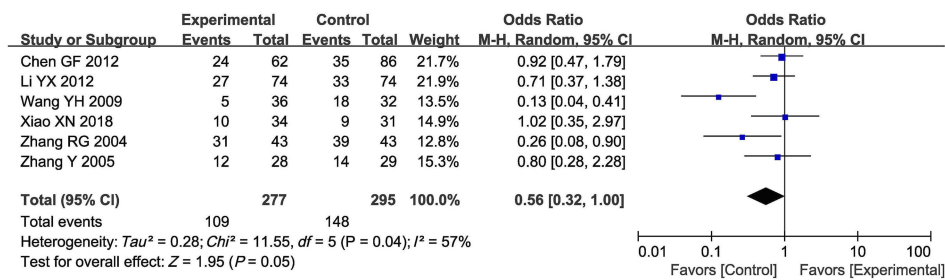 Experimental Control Odds Ratio Odds Ratio
Study or Subgroup Events Total Events Total Weight M-H, Random, 95% CI M-H, Random, 95% CI
Chen GF 2012 24 62 35 86 21.7% 0.92 [0.47, 1.79]
Li YX 2012 27 74 33 74 21.9% 0.71 [0.37, 1.38]
Wang YH 2009 5 36 18 32 13.5% 0.13 [0.04, 0.41]
Xiao XN 2018 10 34 9 31 14.9% 1.02 [0.35, 2.97]
Zhang RG 2004 31 43 39 43 12.8% 0.26 [0.08, 0.90]
Zhang Y 2005 12 28 14 29 15.3% 0.80 [0.28, 2.28]
Total (95% CI) 277 295 100.0% 0.56 [0.32, 1.00]
Total events 109 148
Heterogeneity: Tau² = 0.28; Chi² = 11.55, df = 5 (P = 0.04); I² = 57%
Test for overall effect: Z = 1.95 (P = 0.05)
0.01 0.1 1 10 100
Favors [Control] Favors [Experimental]